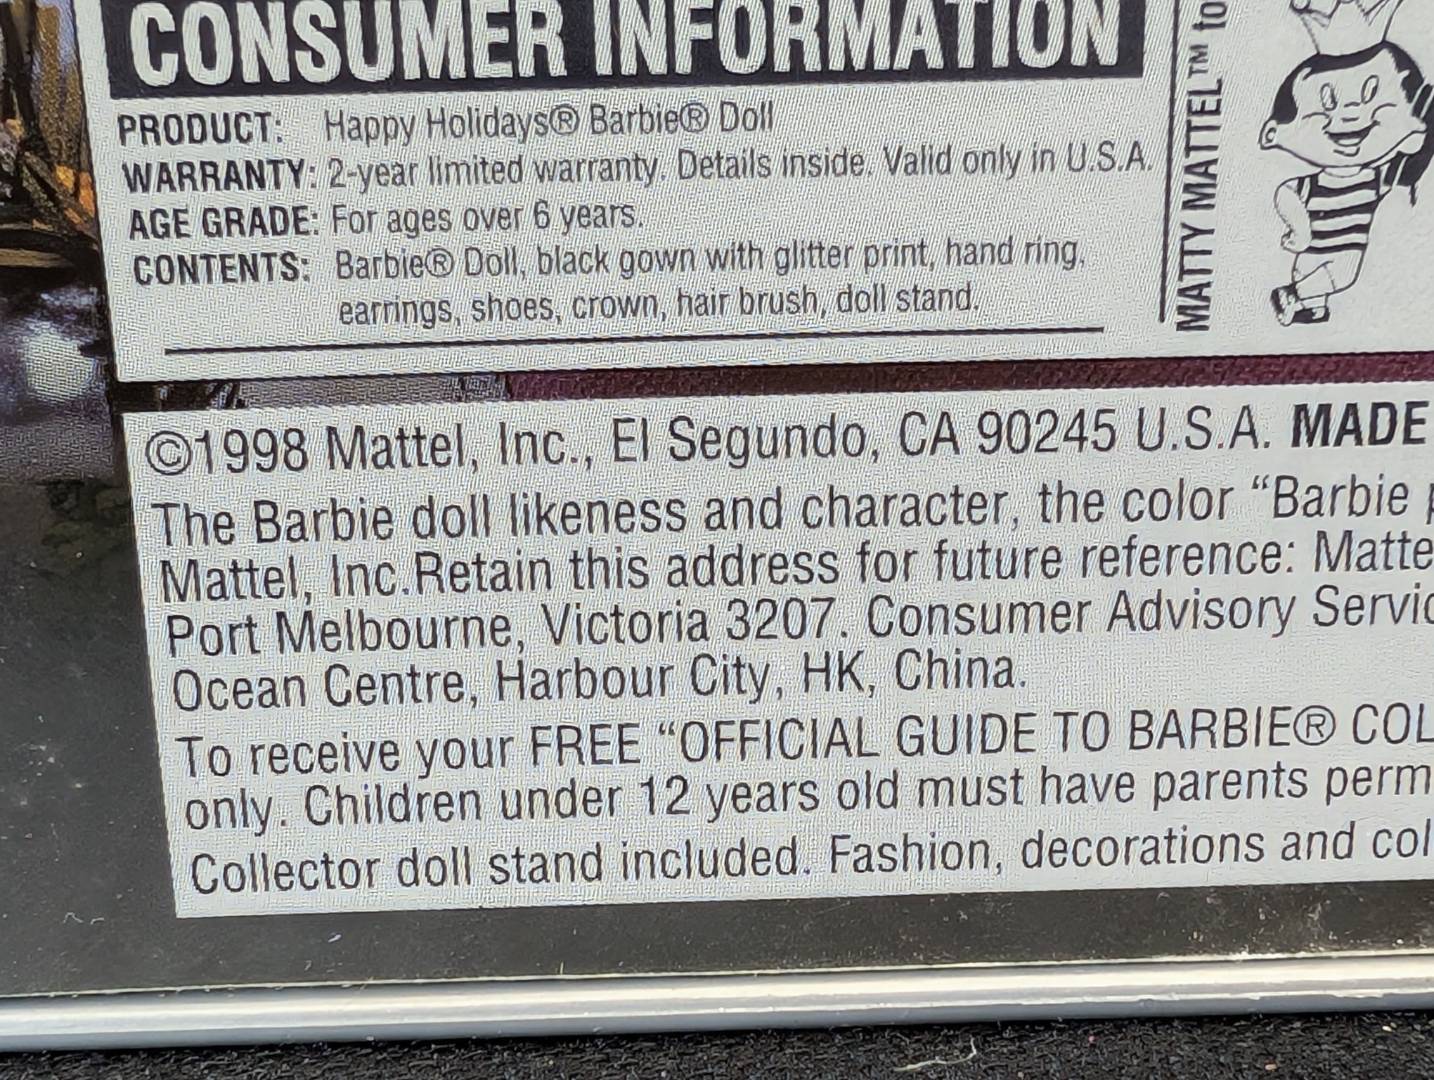 CONSUMER INFORMATION
PRODUCT: Happy Holidays® Barbie® Doll
WARRANTY: 2-year limited warranty. Details inside. Valid only in U.S.A.
AGE GRADE: For ages over 6 years.
CONTENTS: Barbie® Doll, black gown with glitter print, hand ring,
earrings, shoes, crown, hair brush, doll stand.
MATTY MATTEL™ to
©1998 Mattel, Inc., El Segundo, CA 90245 U.S.A. MADE
The Barbie doll likeness and character, the color “Barbie p
Mattel, Inc.Retain this address for future reference: Matte
Port Melbourne, Victoria 3207. Consumer Advisory Servic
Ocean Centre, Harbour City, HK, China.
To receive your FREE “OFFICIAL GUIDE TO BARBIE® COL
only. Children under 12 years old must have parents perm
Collector doll stand included. Fashion, decorations and col